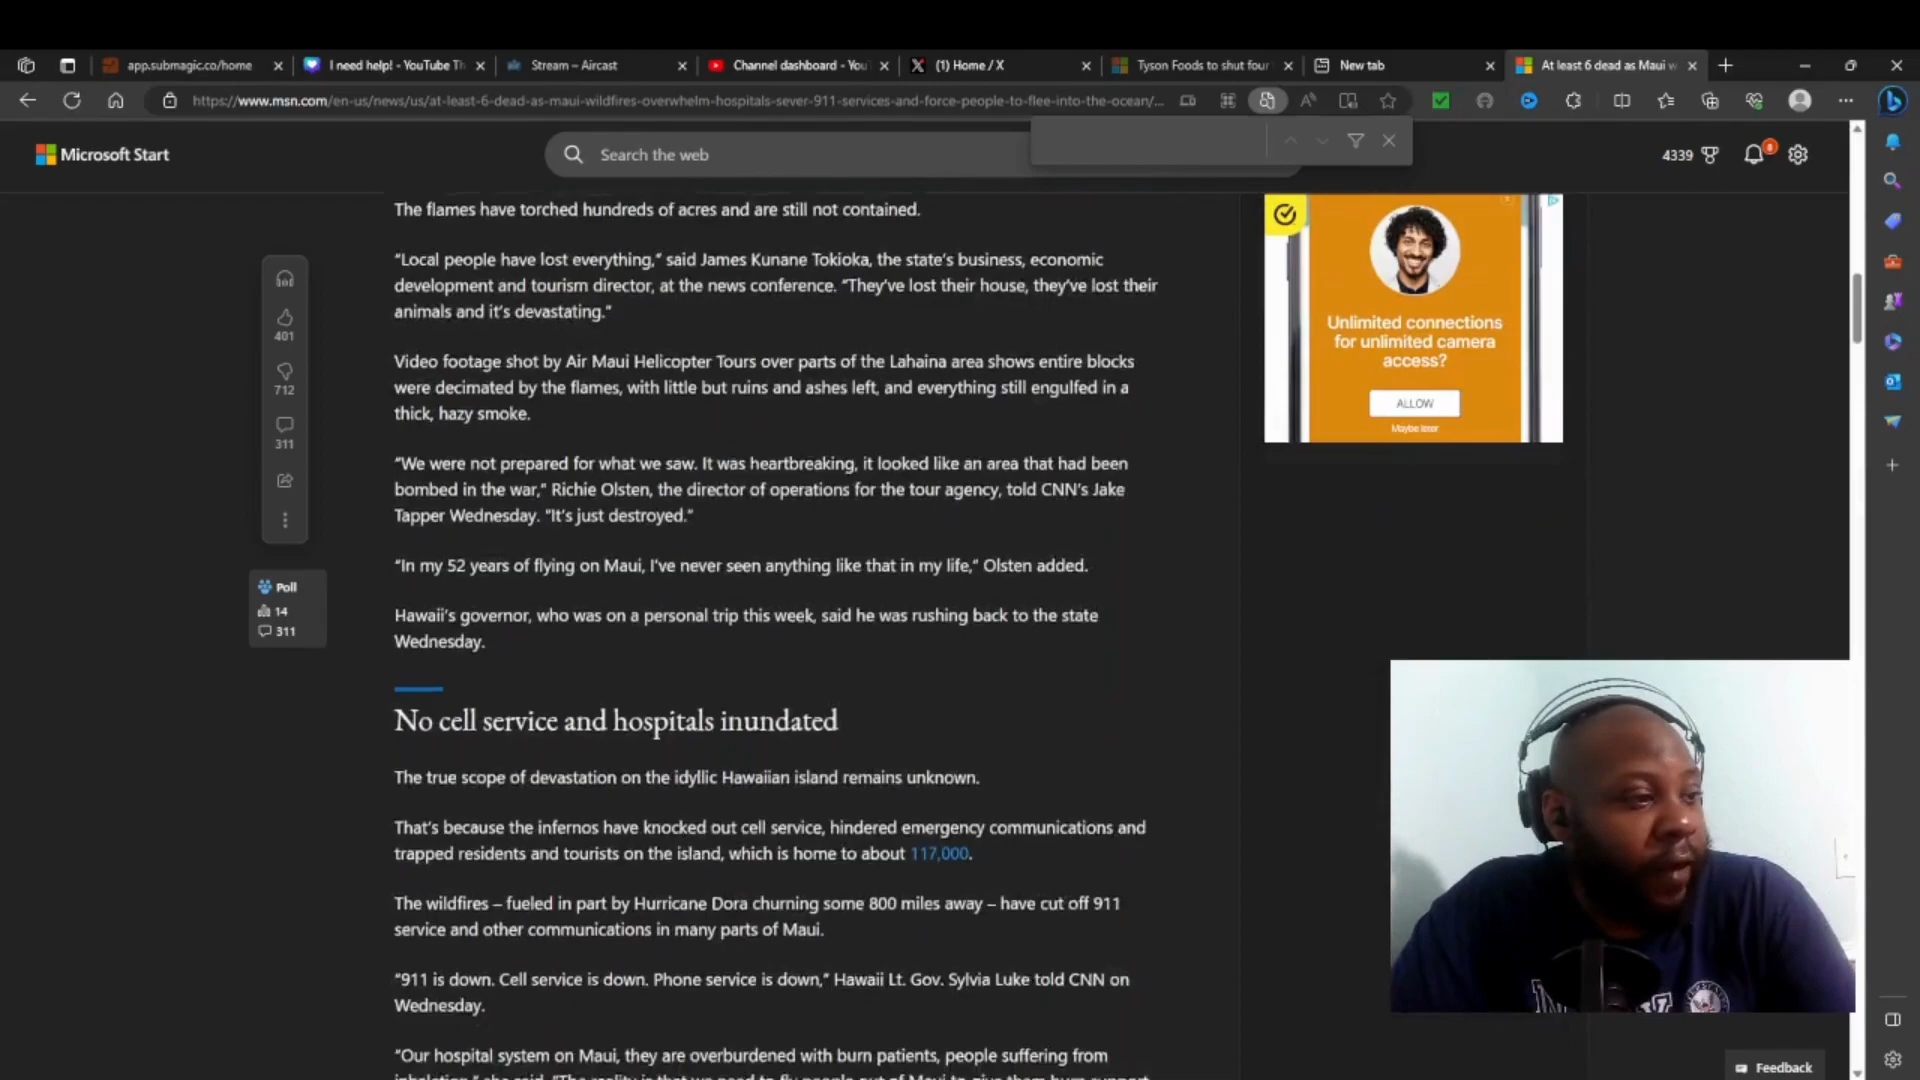 app.submagic.co/home
I need help! - YouTube Th
Stream – Aircast
Channel dashboard - You
(1) Home / X
Tyson Foods to shut four
New tab
At least 6 dead as Maui w
https://www.msn.com/en-us/news/us/at-least-6-dead-as-maui-wildfires-overwhelm-hospitals-sever-911-services-and-force-people-to-flee-into-the-ocean/...
Microsoft Start
Search the web
4339
8
The flames have torched hundreds of acres and are still not contained.
“Local people have lost everything,” said James Kunane Tokioka, the state’s business, economic
development and tourism director, at the news conference. “They’ve lost their house, they’ve lost their
animals and it’s devastating.”
Video footage shot by Air Maui Helicopter Tours over parts of the Lahaina area shows entire blocks
were decimated by the flames, with little but ruins and ashes left, and everything still engulfed in a
thick, hazy smoke.
“We were not prepared for what we saw. It was heartbreaking, it looked like an area that had been
bombed in the war,” Richie Olsten, the director of operations for the tour agency, told CNN’s Jake
Tapper Wednesday. “It’s just destroyed.”
“In my 52 years of flying on Maui, I’ve never seen anything like that in my life,” Olsten added.
Hawaii’s governor, who was on a personal trip this week, said he was rushing back to the state
Wednesday.
No cell service and hospitals inundated
The true scope of devastation on the idyllic Hawaiian island remains unknown.
That’s because the infernos have knocked out cell service, hindered emergency communications and
trapped residents and tourists on the island, which is home to about 117,000.
The wildfires – fueled in part by Hurricane Dora churning some 800 miles away – have cut off 911
service and other communications in many parts of Maui.
“911 is down. Cell service is down. Phone service is down,” Hawaii Lt. Gov. Sylvia Luke told CNN on
Wednesday.
“Our hospital system on Maui, they are overburdened with burn patients, people suffering from
401
712
311
Poll
14
311
Unlimited connections
for unlimited camera
access?
ALLOW
Maybe later
Feedback